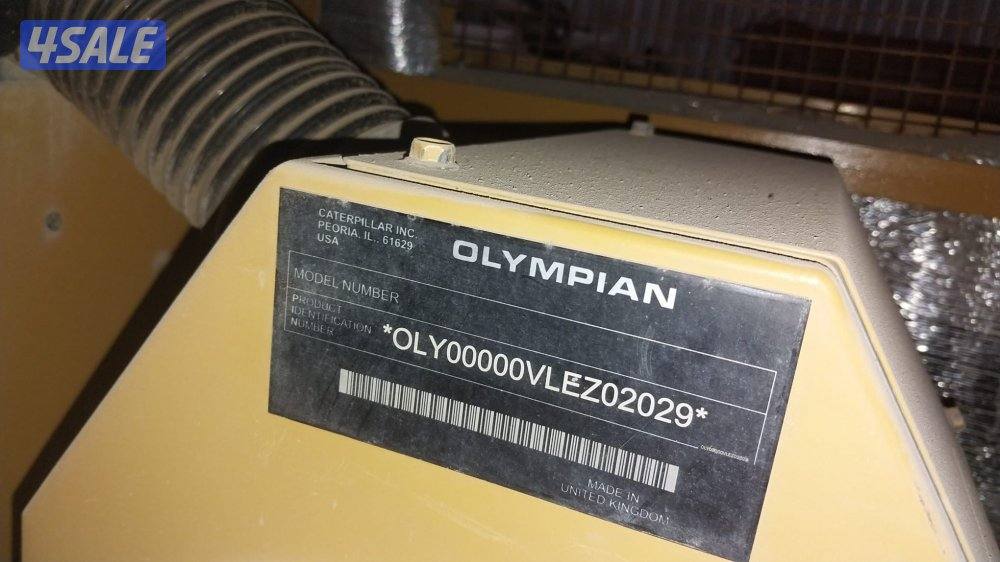 4SALE
CATERPILLAR INC.
PEORIA, IL., 61629
USA
OLYMPIAN
MODEL NUMBER
PRODUCT
IDENTIFICATION
NUMBER
*OLY00000VLEZ02029*
MADE IN
UNITED KINGDOM